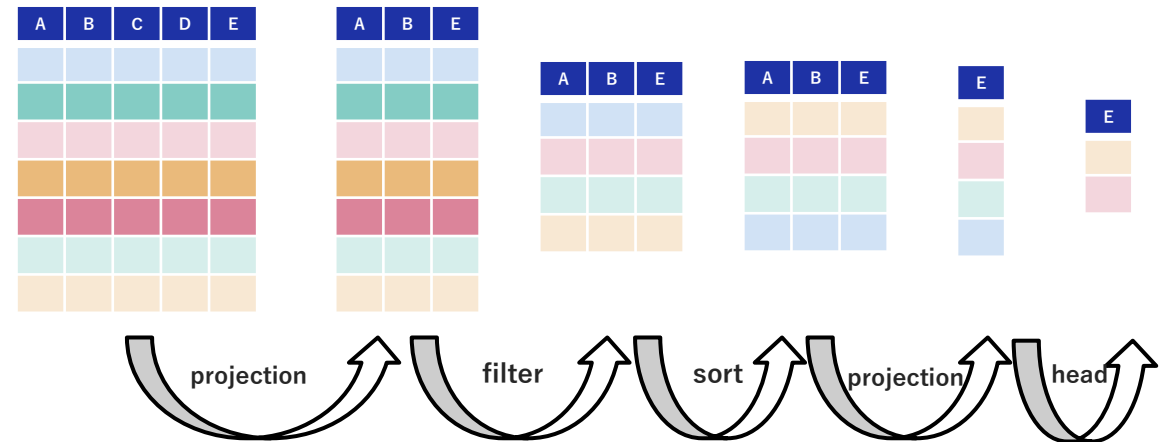 A B C D E
A B E
A B E
A B E
E
E
projection
filter
sort
projection
head